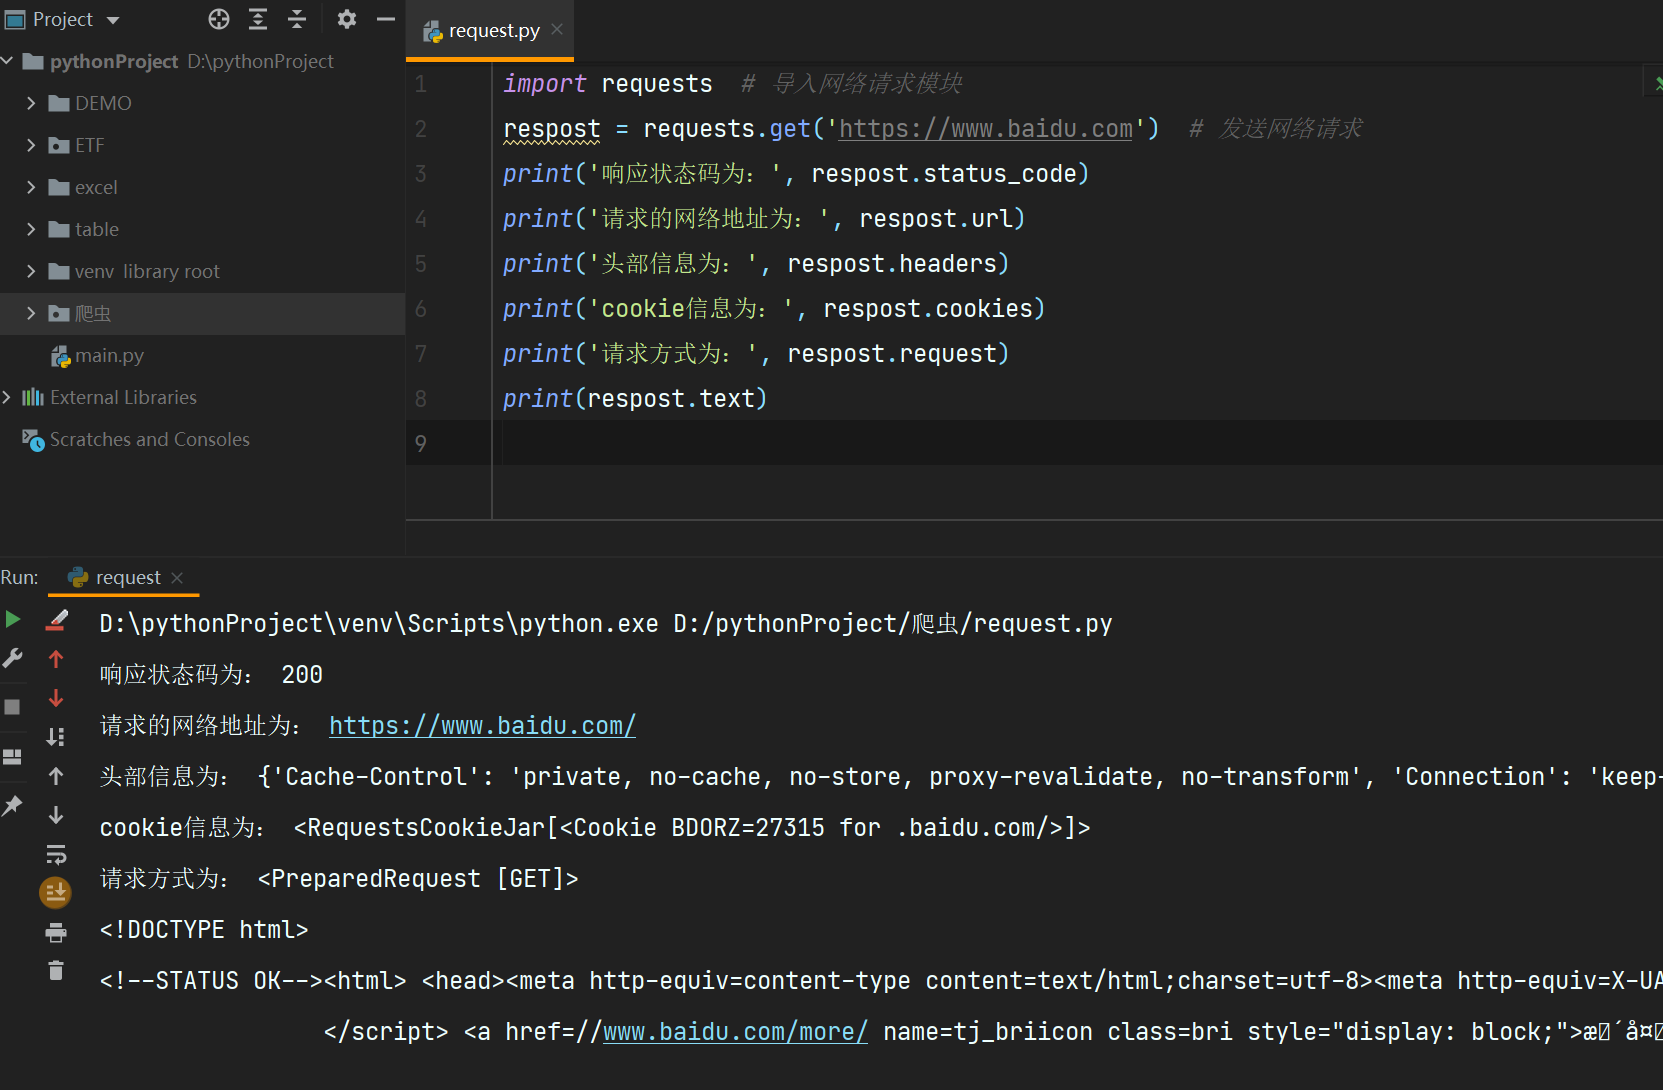 Project
request.py
pythonProject D:\pythonProject
DEMO
ETF
excel
table
venv library root
爬虫
main.py
External Libraries
Scratches and Consoles
1 import requests # 导入网络请求模块
2 respost = requests.get('https://www.baidu.com') # 发送网络请求
3 print('响应状态码为：', respost.status_code)
4 print('请求的网络地址为：', respost.url)
5 print('头部信息为：', respost.headers)
6 print('cookie信息为：', respost.cookies)
7 print('请求方式为：', respost.request)
8 print(respost.text)
9
Run: request
D:\pythonProject\venv\Scripts\python.exe D:/pythonProject/爬虫/request.py
响应状态码为： 200
请求的网络地址为： https://www.baidu.com/
头部信息为： {'Cache-Control': 'private, no-cache, no-store, proxy-revalidate, no-transform', 'Connection': 'keep-
cookie信息为： <RequestsCookieJar[<Cookie BDORZ=27315 for .baidu.com/>]>
请求方式为： <PreparedRequest [GET]>
<!DOCTYPE html>
<!--STATUS OK--><html> <head><meta http-equiv=content-type content=text/html;charset=utf-8><meta http-equiv=X-UA
</script> <a href=//www.baidu.com/more/ name=tj_briicon class=bri style="display: block;">